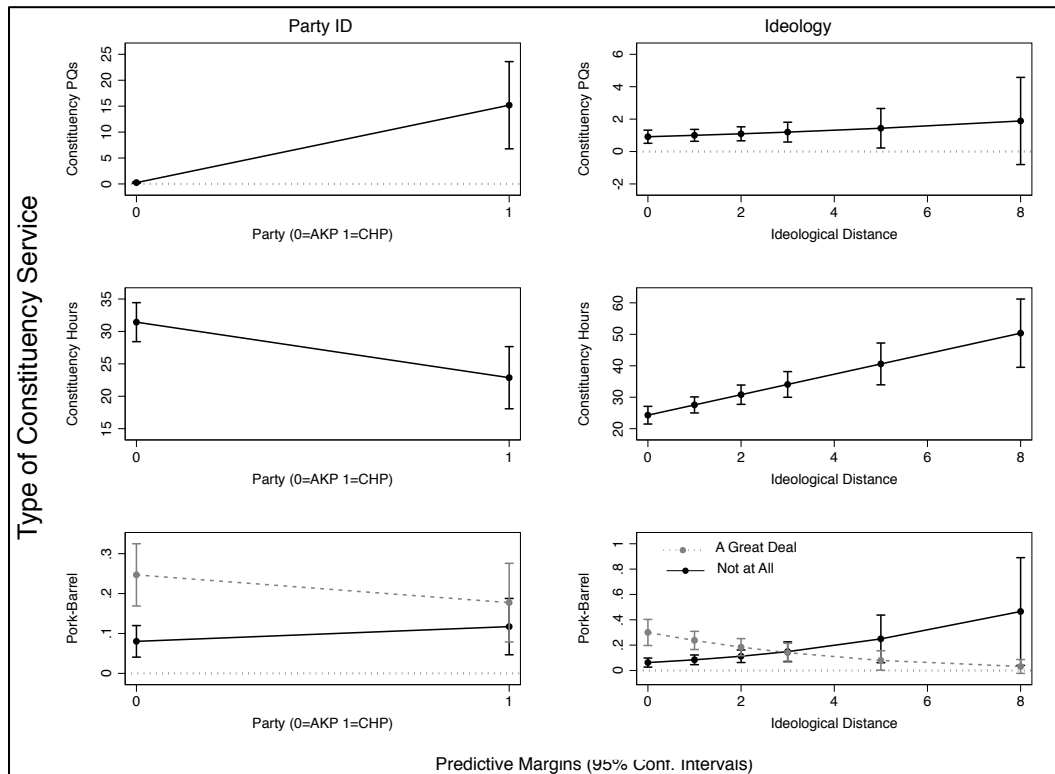 Party ID
Ideology
Type of Constituency Service
Constituency PQs
25
20
15
10
5
0
0
1
Party (0=AKP 1=CHP)
Constituency PQs
6
4
2
0
-2
0
2
4
6
8
Ideological Distance
Constituency Hours
35
30
25
20
15
0
1
Party (0=AKP 1=CHP)
Constituency Hours
60
50
40
30
20
0
2
4
6
8
Ideological Distance
Pork-Barrel
.3
.2
.1
0
0
1
Party (0=AKP 1=CHP)
Pork-Barrel
1
.8
.6
.4
.2
0
A Great Deal
Not at All
0
2
4
6
8
Ideological Distance
Predictive Margins (95% Conf. Intervals)